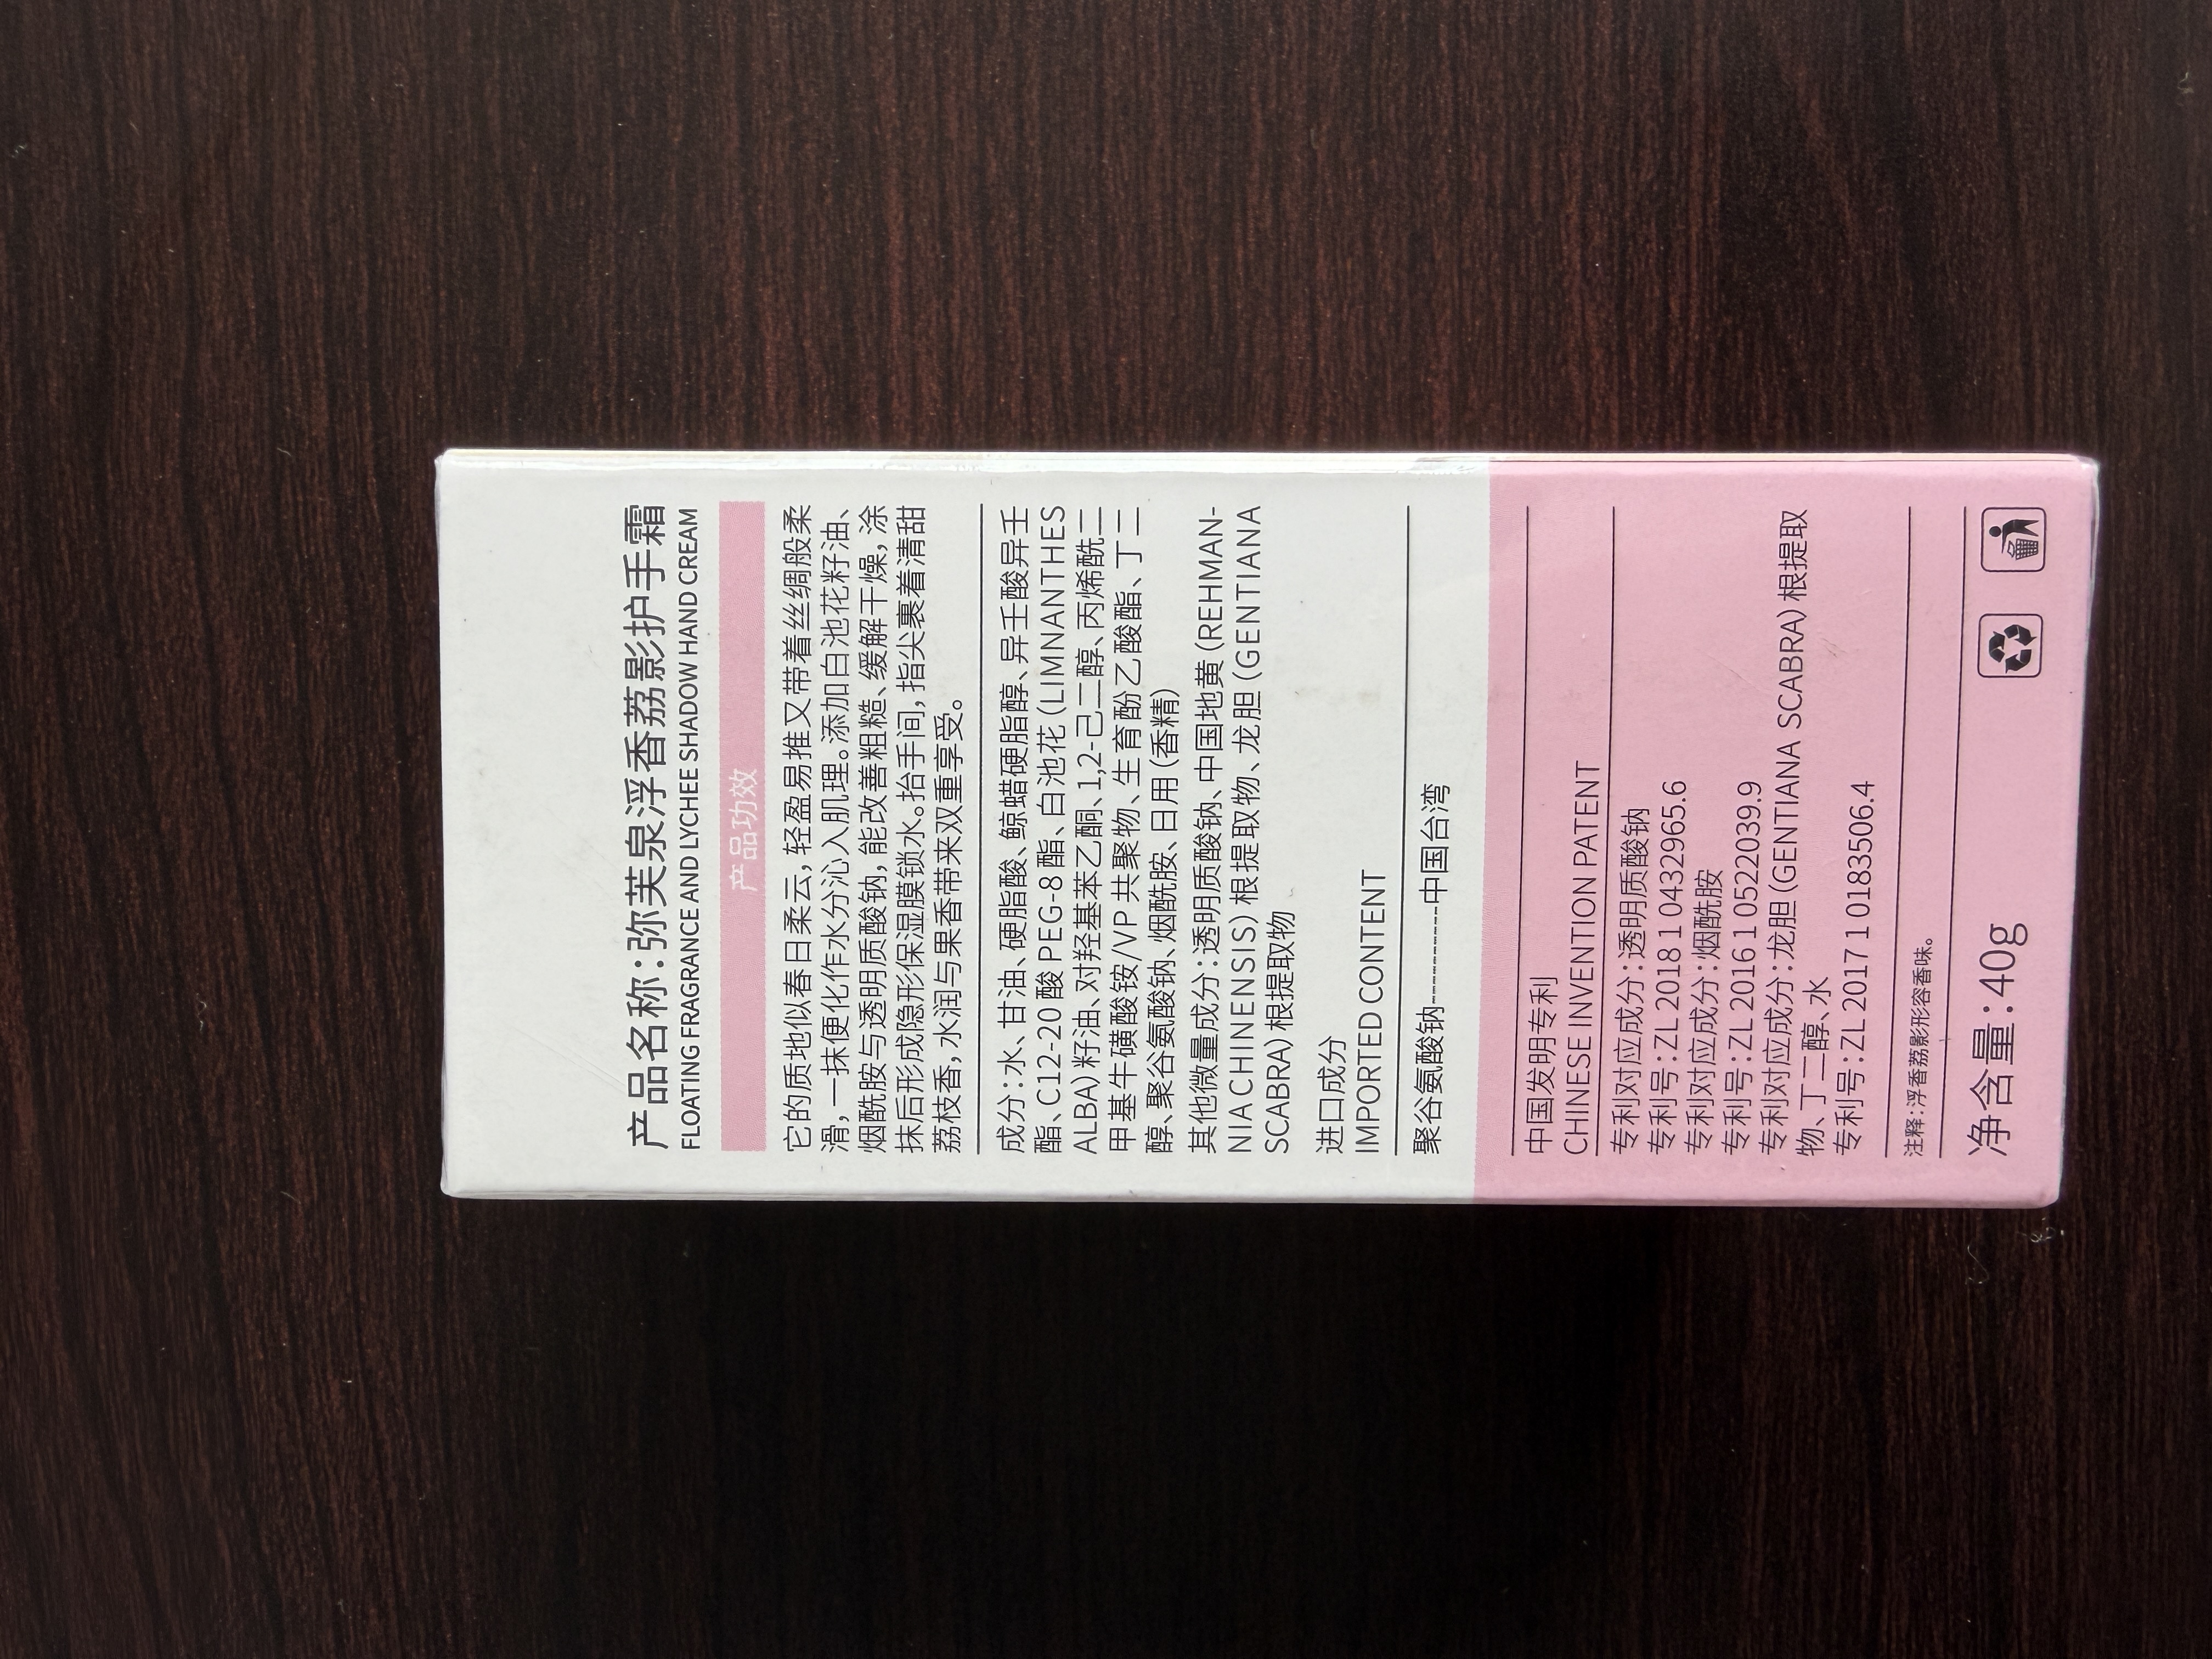 产品名称:弥芙泉浮香荔影护手霜
FLOATING FRAGRANCE AND LYCHEE SHADOW HAND CREAM
产品功效
它的质地似春日柔云,轻盈易推又带着丝绸般柔
滑,一抹便化作水分沁入肌理。添加白池花籽油、
烟酰胺与透明质酸钠,能改善粗糙、缓解干燥,涂
抹后形成隐形保湿膜锁水。抬手间,指尖裹着清甜
荔枝香,水润与果香带来双重享受。
成分:水、甘油、硬脂酸、鲸蜡硬脂醇、异壬酸异壬
酯、C12-20 酸 PEG-8 酯、白池花 (LIMNANTHES
ALBA) 籽油、对羟基苯乙酮、1,2-己二醇、丙烯酰二
甲基牛磺酸铵/VP 共聚物、生育酚乙酸酯、丁二
醇、聚谷氨酸钠、烟酰胺、日用 (香精)
其他微量成分:透明质酸钠、中国地黄 (REHMAN-
NIA CHINENSIS) 根提取物、龙胆 (GENTIANA
SCABRA) 根提取物
进口成分
IMPORTED CONTENT
聚谷氨酸钠-----------中国台湾
中国发明专利
CHINESE INVENTION PATENT
专利对应成分:透明质酸钠
专利号:ZL 2018 1 0432965.6
专利对应成分:烟酰胺
专利号:ZL 2016 1 0522039.9
专利对应成分:龙胆 (GENTIANA SCABRA) 根提取
物、丁二醇、水
专利号:ZL 2017 1 0183506.4
注释:浮香荔影形容香味。
净含量:40g